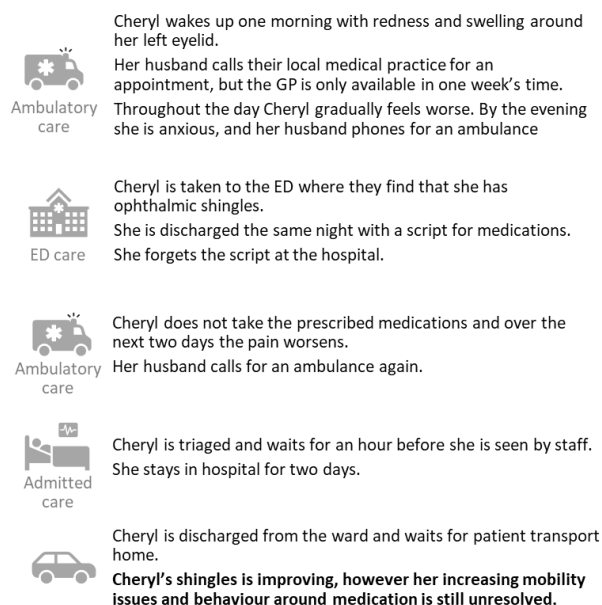 Cheryl wakes up one morning with redness and swelling around
her left eyelid.
Her husband calls their local medical practice for an
appointment, but the GP is only available in one week's time.
Throughout the day Cheryl gradually feels worse. By the evening
she is anxious, and her husband phones for an ambulance
Ambulatory
care
Cheryl is taken to the ED where they find that she has
ophthalmic shingles.
She is discharged the same night with a script for medications.
She forgets the script at the hospital.
ED care
Cheryl does not take the prescribed medications and over the
next two days the pain worsens.
Her husband calls for an ambulance again.
Ambulatory
care
Cheryl is triaged and waits for an hour before she is seen by staff.
She stays in hospital for two days.
Admitted
care
Cheryl is discharged from the ward and waits for patient transport
home.
Cheryl's shingles is improving, however her increasing mobility
issues and behaviour around medication is still unresolved.